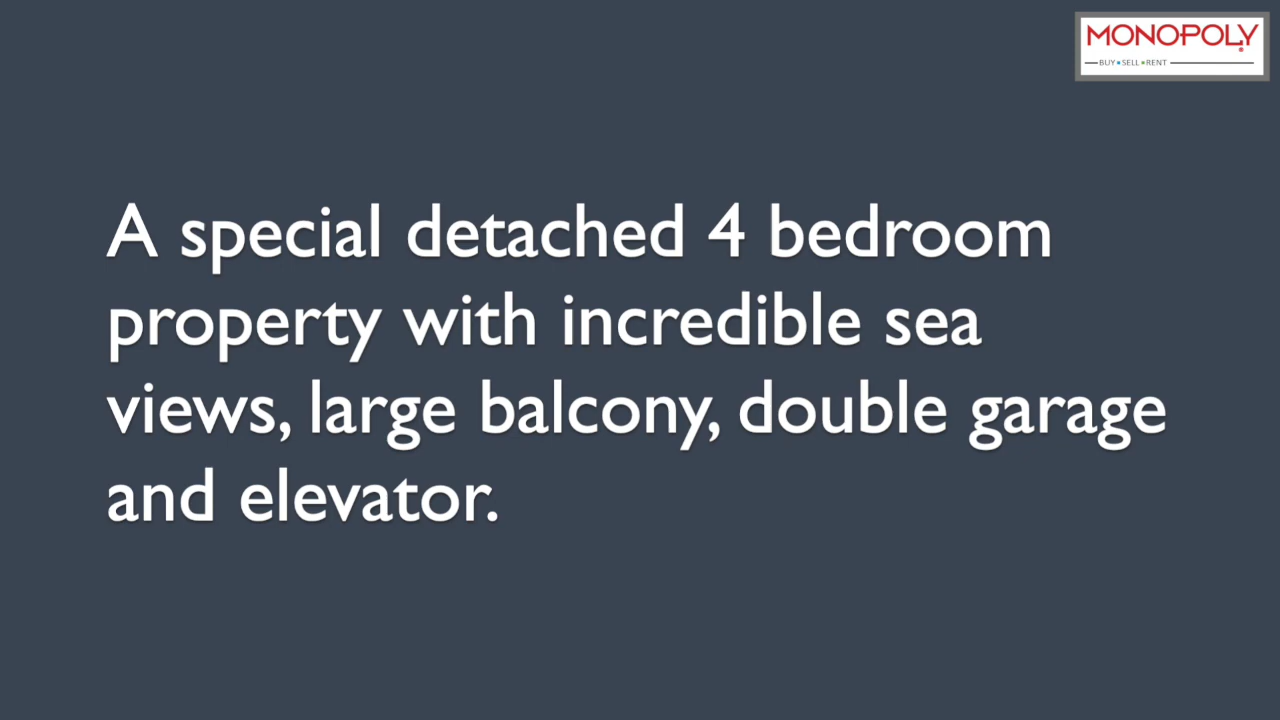 MONOPOLY
BUY • SELL • RENT
A special detached 4 bedroom
property with incredible sea
views, large balcony, double garage
and elevator.